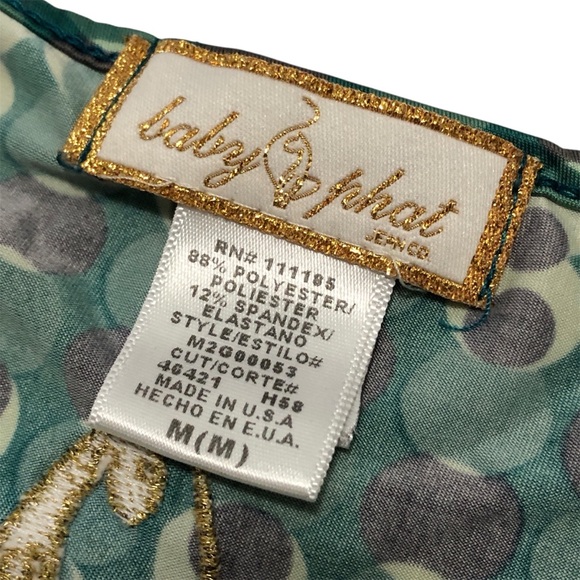 baby phat
JEAN CO.
RN# 111185
88% POLYESTER/
POLIESTER
12% SPANDEX/
ELASTANO
STYLE/ESTILO#
M2G00053
CUT/CORTE#
46421 H58
MADE IN U.S.A
HECHO EN E.U.A.
M(M)